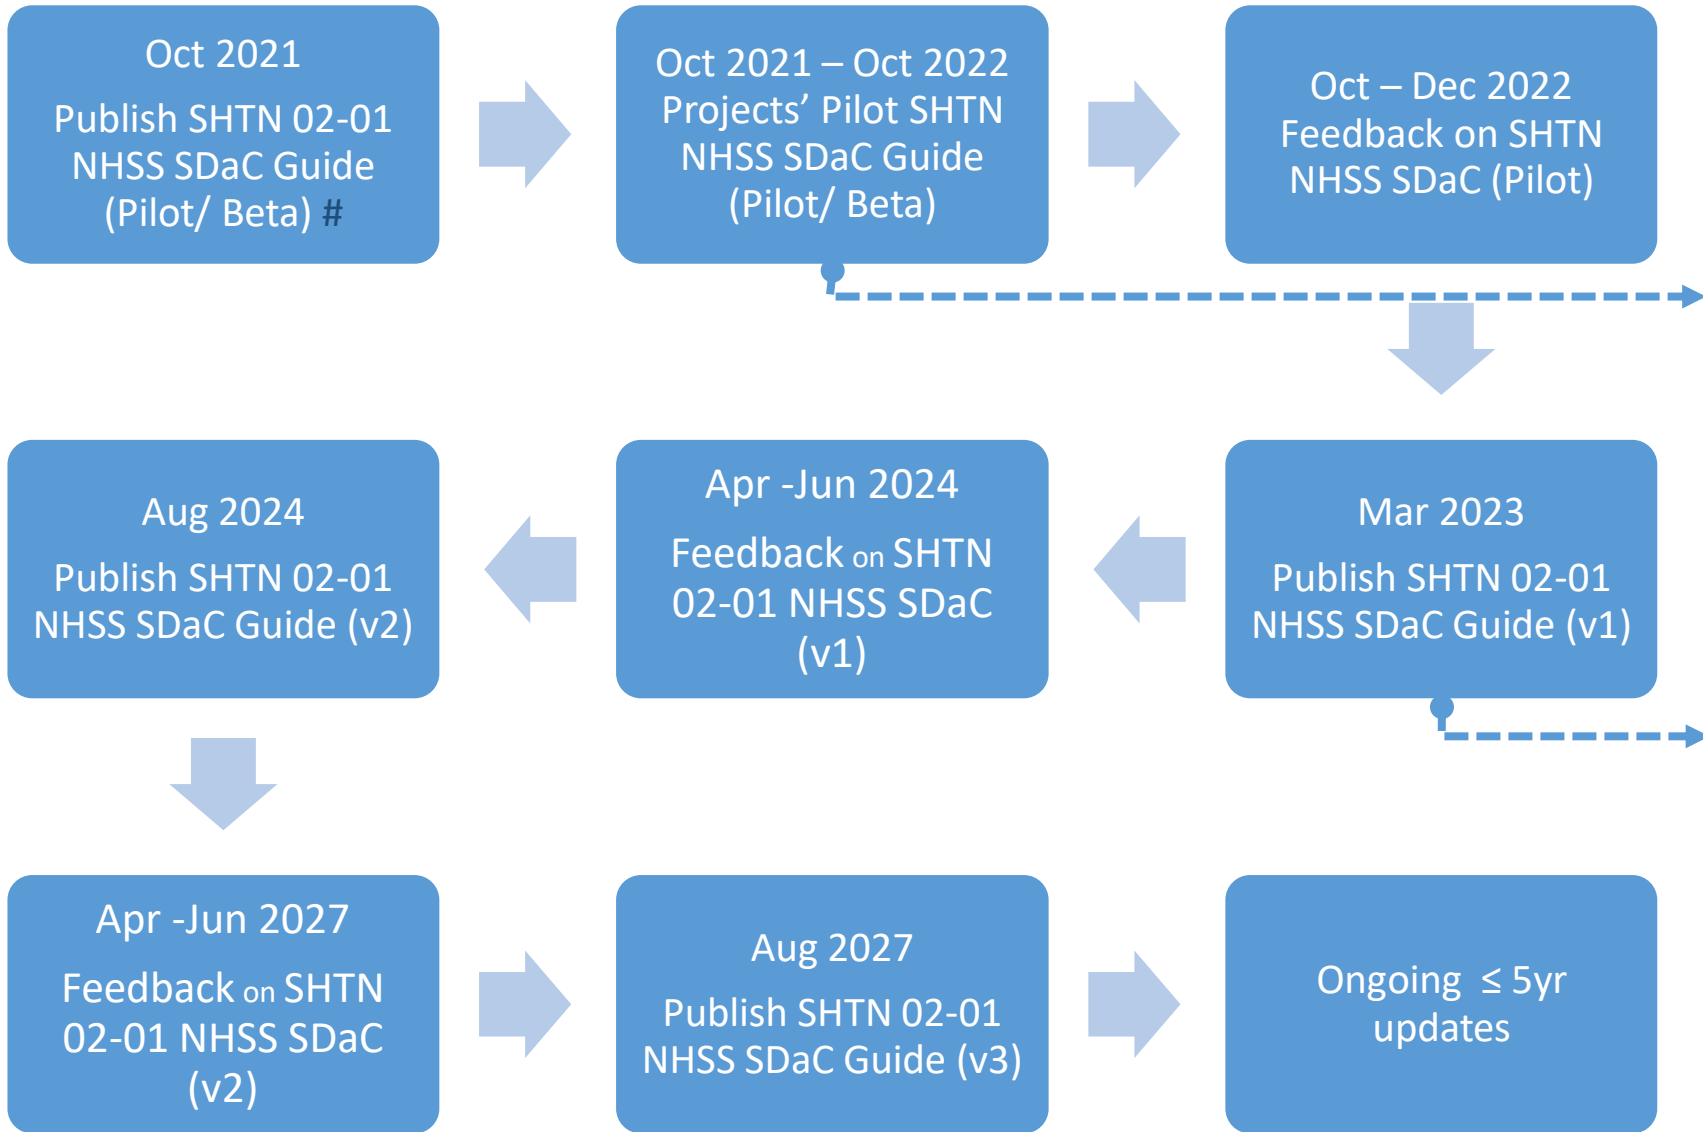 Oct 2021
Publish SHTN 02-01
NHSS SDaC Guide
(Pilot/ Beta) #
Oct 2021 – Oct 2022
Projects’ Pilot SHTN
NHSS SDaC Guide
(Pilot/ Beta)
Oct – Dec 2022
Feedback on SHTN
NHSS SDaC (Pilot)
Mar 2023
Publish SHTN 02-01
NHSS SDaC Guide (v1)
Apr -Jun 2024
Feedback on SHTN
02-01 NHSS SDaC
(v1)
Aug 2024
Publish SHTN 02-01
NHSS SDaC Guide (v2)
Apr -Jun 2027
Feedback on SHTN
02-01 NHSS SDaC
(v2)
Aug 2027
Publish SHTN 02-01
NHSS SDaC Guide (v3)
Ongoing ≤ 5yr
updates